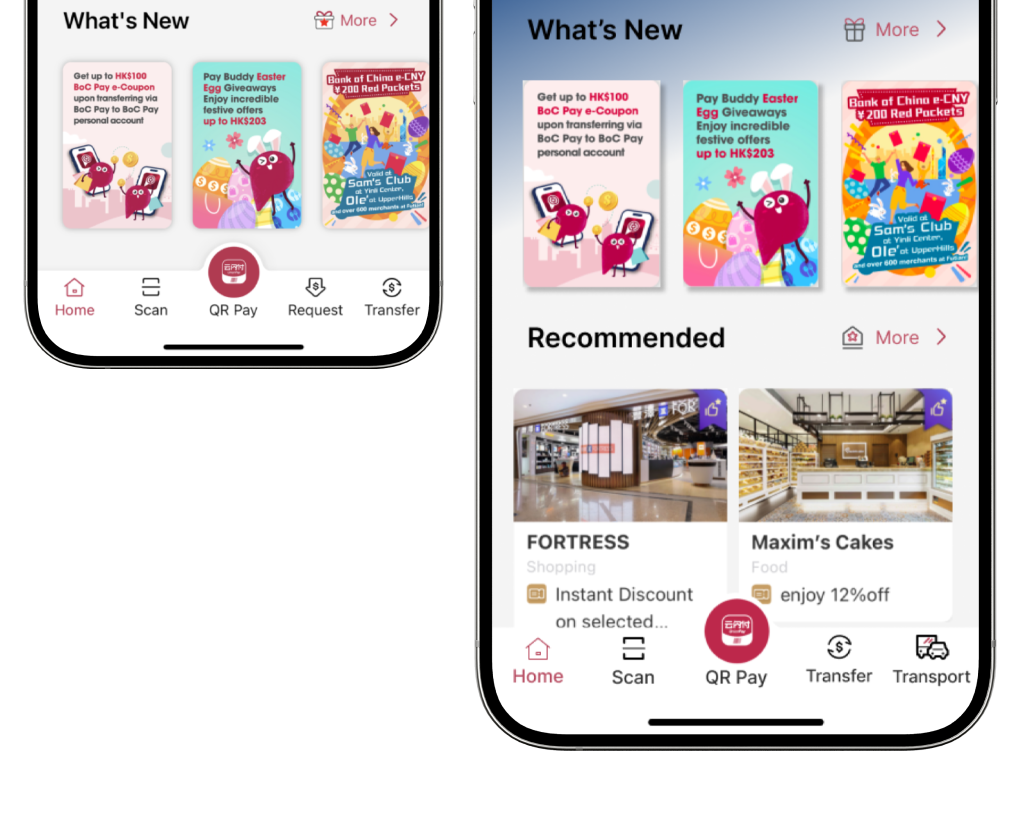 What's New
More
Get up to HK$100
BoC Pay e-Coupon
upon transferring via
BoC Pay to BoC Pay
personal account
Pay Buddy Easter
Egg Giveaways
Enjoy incredible
festive offers
up to HK$203
Bank of China e-CNY
¥200 Red Packets
Valid at
Sam's Club
at Yinli Center,
Ole' at UpperHills
and over 600 merchants at Futian!
Home
Scan
QR Pay
Request
Transfer
What's New
More
Get up to HK$100
BoC Pay e-Coupon
upon transferring via
BoC Pay to BoC Pay
personal account
Pay Buddy Easter
Egg Giveaways
Enjoy incredible
festive offers
up to HK$203
Bank of China e-CNY
¥200 Red Packets
Valid at
Sam's Club
at Yinli Center,
Ole' at UpperHills
and over 600 merchants at Futian!
Recommended
More
FORTRESS
Shopping
Instant Discount
on selected...
Maxim's Cakes
Food
enjoy 12%off
Home
Scan
QR Pay
Transfer
Transport